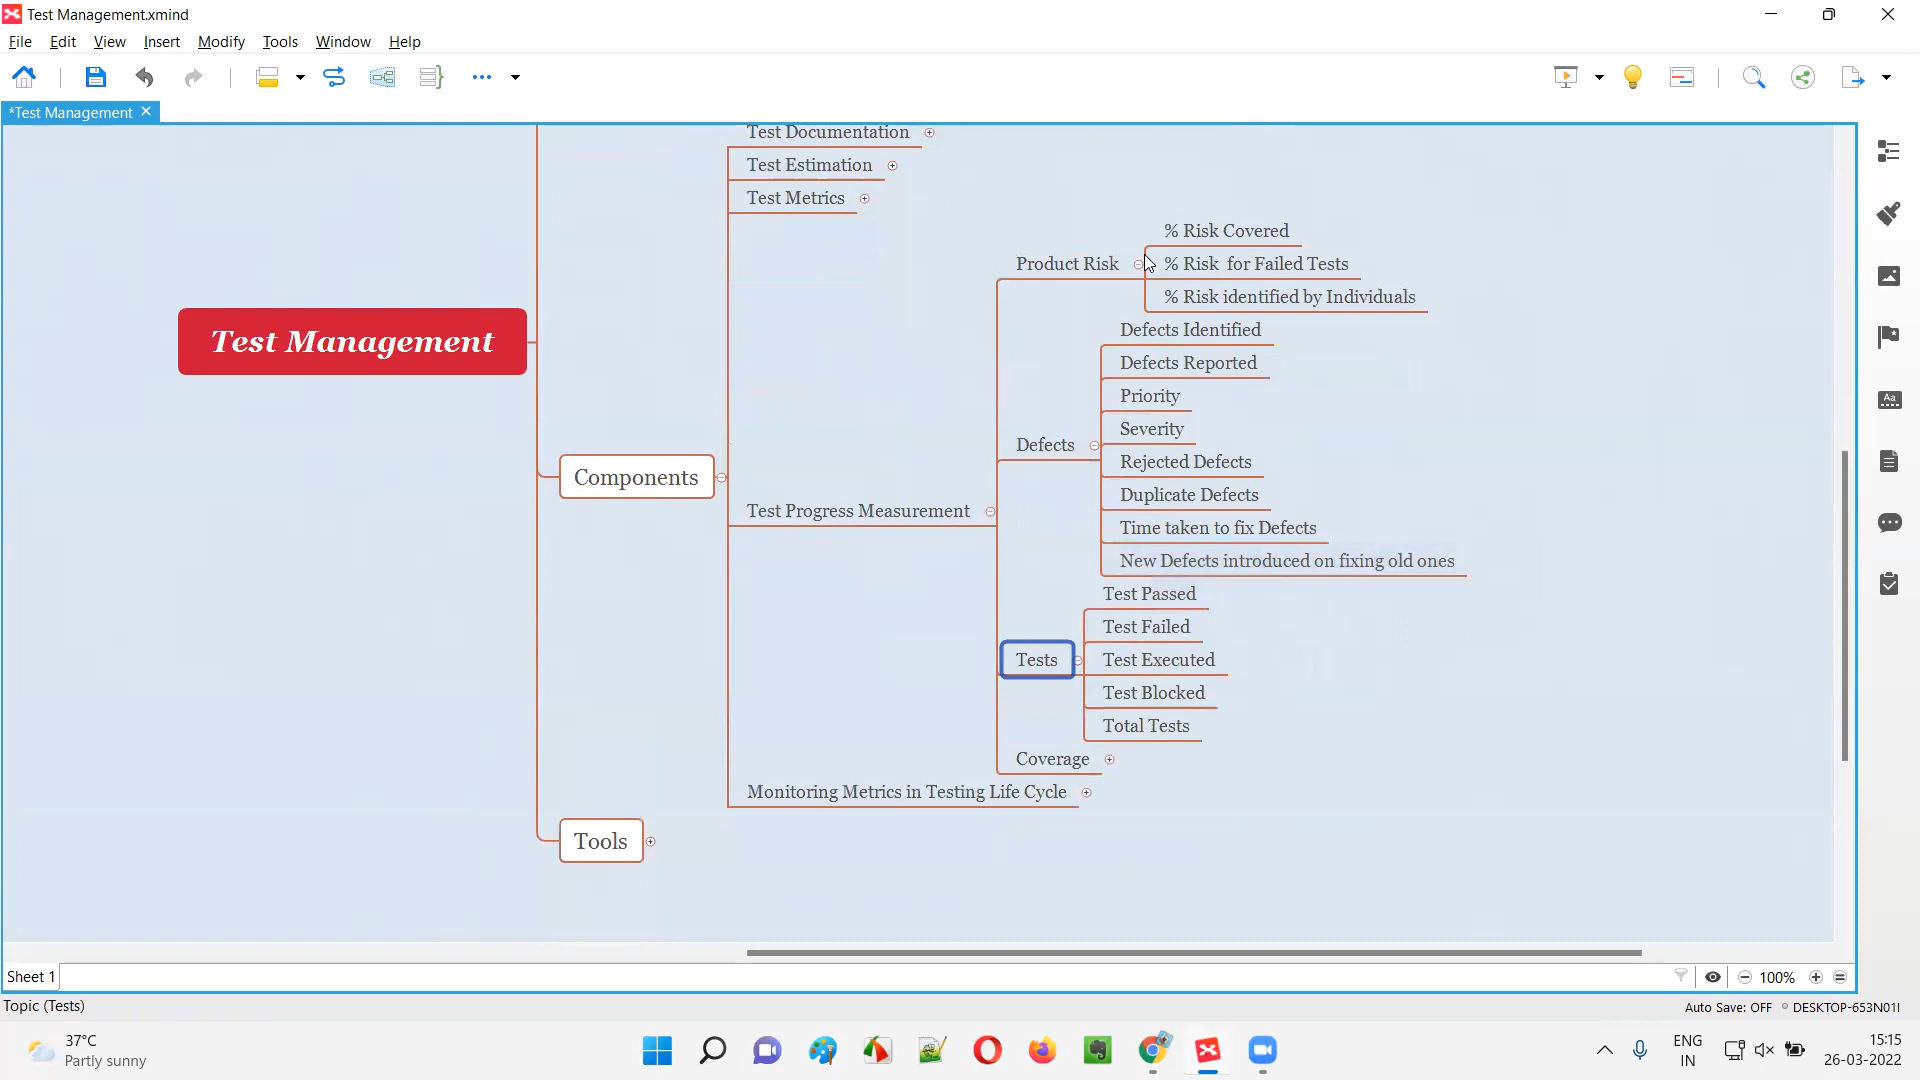 Test Management.xmind
File Edit View Insert Modify Tools Window Help
*Test Management
Test Documentation
Test Estimation
Test Metrics
% Risk Covered
Product Risk
% Risk for Failed Tests
% Risk identified by Individuals
Test Management
Defects Identified
Defects Reported
Priority
Severity
Defects
Rejected Defects
Components
Duplicate Defects
Test Progress Measurement
Time taken to fix Defects
New Defects introduced on fixing old ones
Test Passed
Test Failed
Tests
Test Executed
Test Blocked
Total Tests
Coverage
Monitoring Metrics in Testing Life Cycle
Tools
Sheet 1
100%
Topic (Tests)
Auto Save: OFF
DESKTOP-653N01I
37°C
Partly sunny
ENG
IN
15:15
26-03-2022
Aa